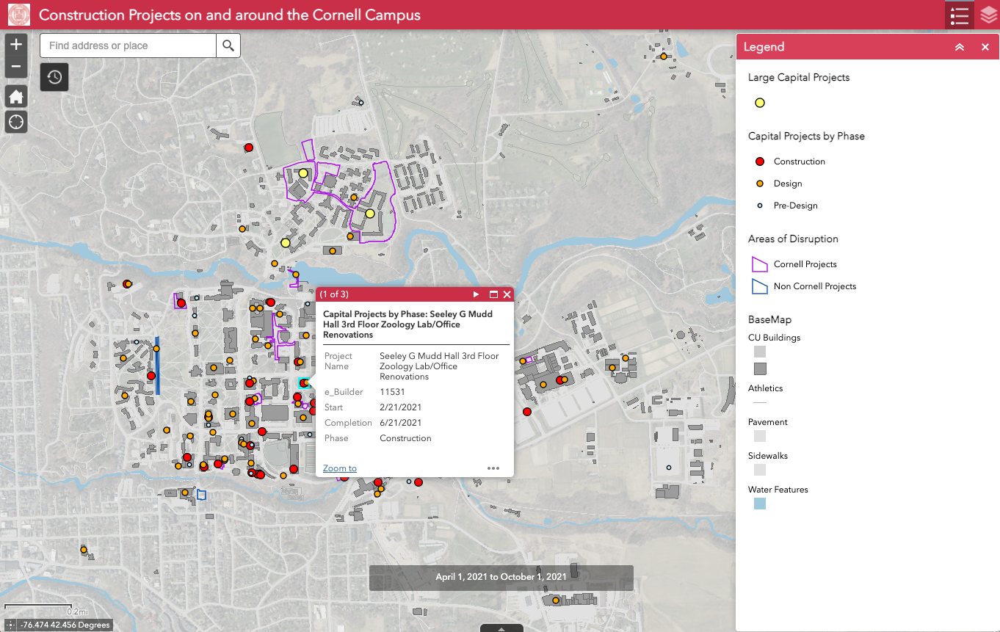 Construction Projects on and around the Cornell Campus
+
Find address or place
−
Legend
Large Capital Projects
Capital Projects by Phase
Construction
Design
Pre-Design
Areas of Disruption
Cornell Projects
Non Cornell Projects
BaseMap
CU Buildings
Athletics
Pavement
Sidewalks
Water Features
(1 of 3)
Capital Projects by Phase: Seeley G Mudd
Hall 3rd Floor Zoology Lab/Office
Renovations
Project Seeley G Mudd Hall 3rd Floor
Name Zoology Lab/Office
Renovations
e_Builder 11531
Start 2/21/2021
Completion 6/21/2021
Phase Construction
Zoom to
•••
April 1, 2021 to October 1, 2021
0.2mi
-76.474 42.456 Degrees